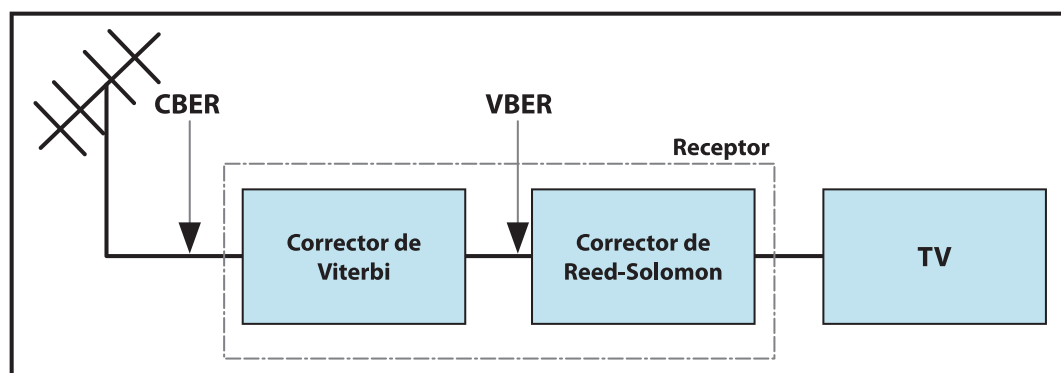 CBER
VBER
Receptor
Corrector de
Viterbi
Corrector de
Reed-Solomon
TV